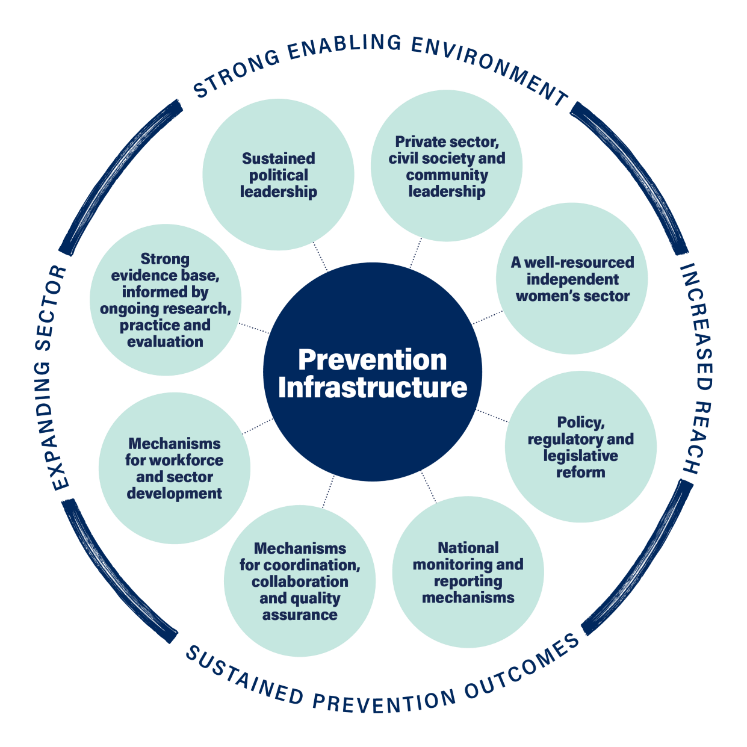 STRONG ENABLING ENVIRONMENT
Sustained
political
leadership
Private sector,
civil society and
community
leadership
A well-resourced
independent
women’s sector
Policy,
regulatory and
legislative
reform
National
monitoring and
reporting
mechanisms
Mechanisms
for coordination,
collaboration
and quality
assurance
Mechanisms
for workforce
and sector
development
Strong
evidence base,
informed by
ongoing research,
practice and
evaluation
Prevention
Infrastructure
INCREASED REACH
SUSTAINED PREVENTION OUTCOMES
EXPANDING SECTOR